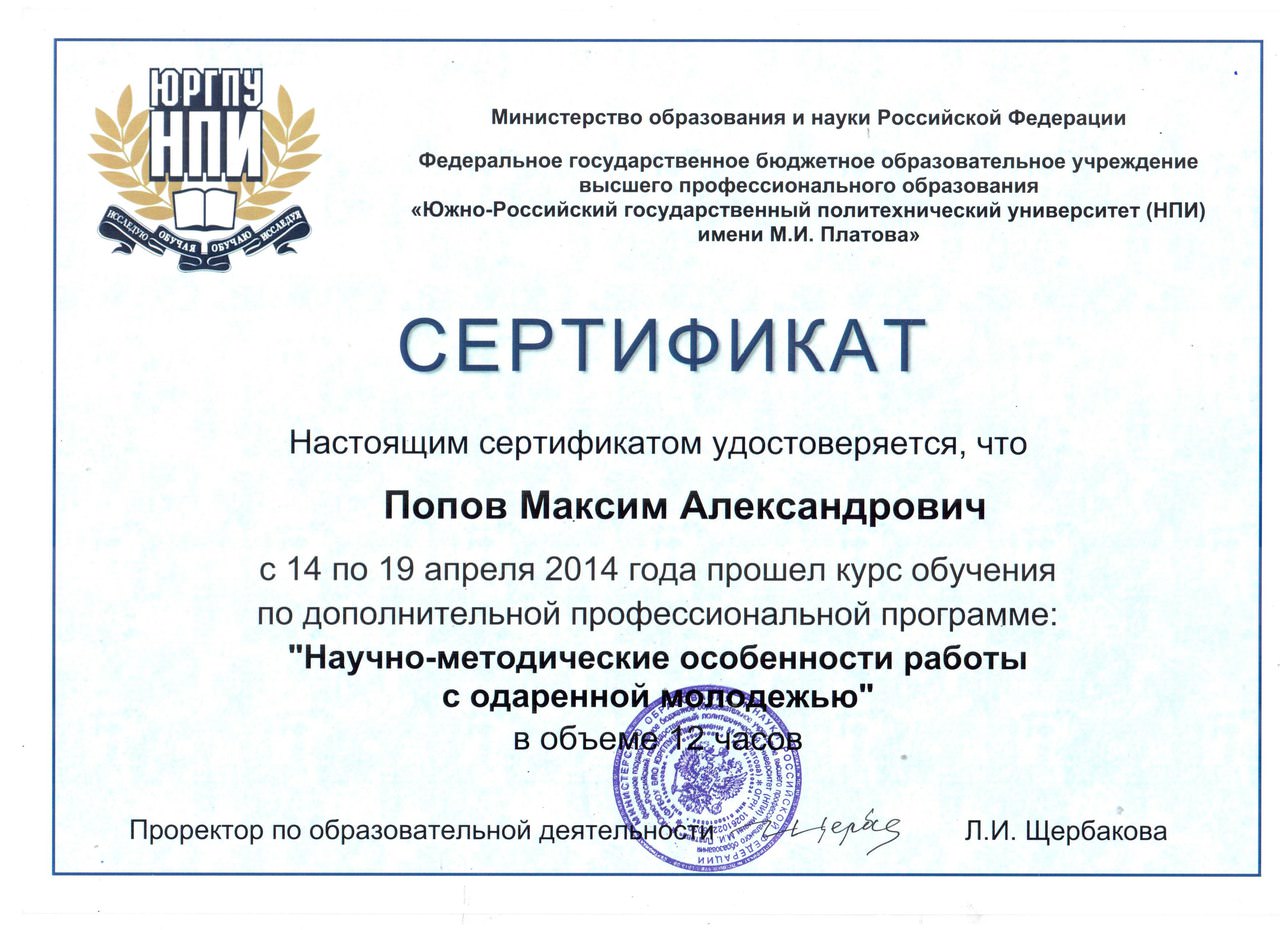 ЮРГПУ
НПИ
ИССЛЕДУЮ ОБУЧАЯ ОБУЧАЮ ИССЛЕДУЯ
Министерство образования и науки Российской Федерации
Федеральное государственное бюджетное образовательное учреждение
высшего профессионального образования
«Южно-Российский государственный политехнический университет (НПИ)
имени М.И. Платова»
СЕРТИФИКАТ
Настоящим сертификатом удостоверяется, что
Попов Максим Александрович
с 14 по 19 апреля 2014 года прошел курс обучения
по дополнительной профессиональной программе:
"Научно-методические особенности работы
с одаренной молодежью"
в объеме 12 часов
Проректор по образовательной деятельности
Л.И. Щербакова